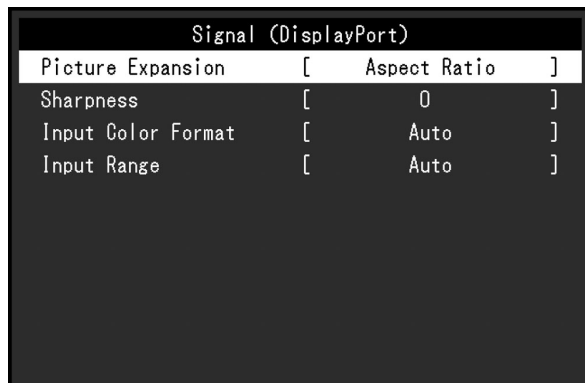 Signal (DisplayPort)
Picture Expansion [ Aspect Ratio ]
Sharpness [ 0 ]
Input Color Format [ Auto ]
Input Range [ Auto ]